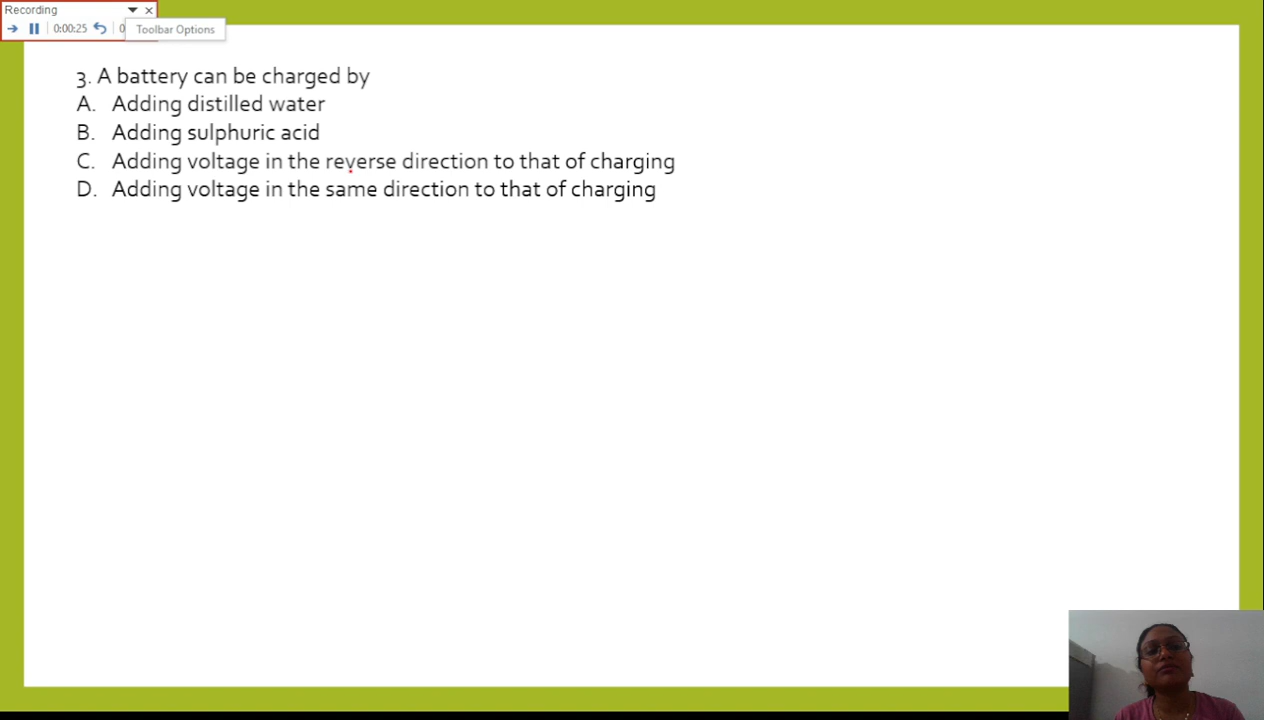 Recording
0:00:25
Toolbar Options
3. A battery can be charged by
A. Adding distilled water
B. Adding sulphuric acid
C. Adding voltage in the reverse direction to that of charging
D. Adding voltage in the same direction to that of charging